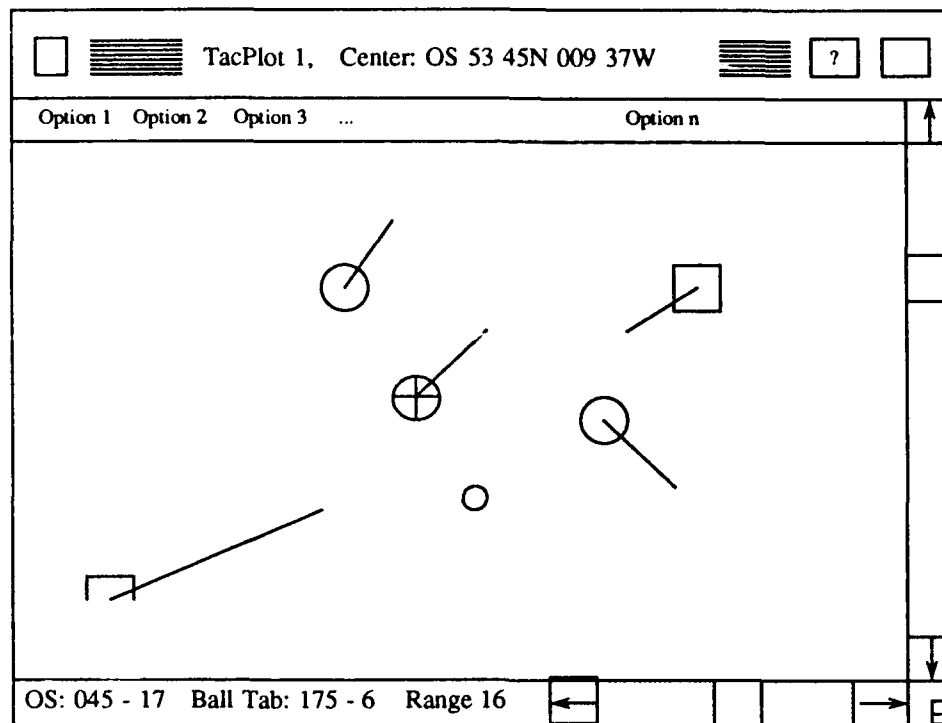 TacPlot 1, Center: OS 53 45N 009 37W ?
Option 1 Option 2 Option 3 ... Option n
OS: 045 - 17 Ball Tab: 175 - 6 Range 16